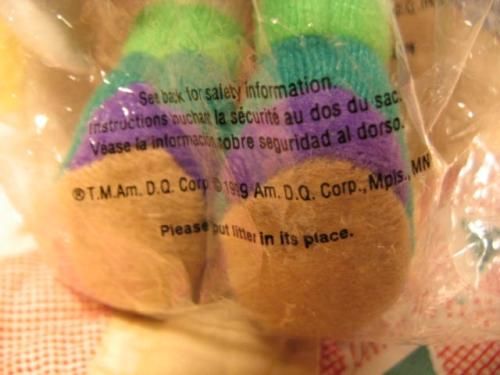 See back for safety information.
Instructions touchant la sécurité au dos du sac.
Véase la información sobre seguridad al dorso.
®T.M.Am. D.Q. Corp. © 1999 Am. D.Q. Corp., Mpls., MN
Please put litter in its place.